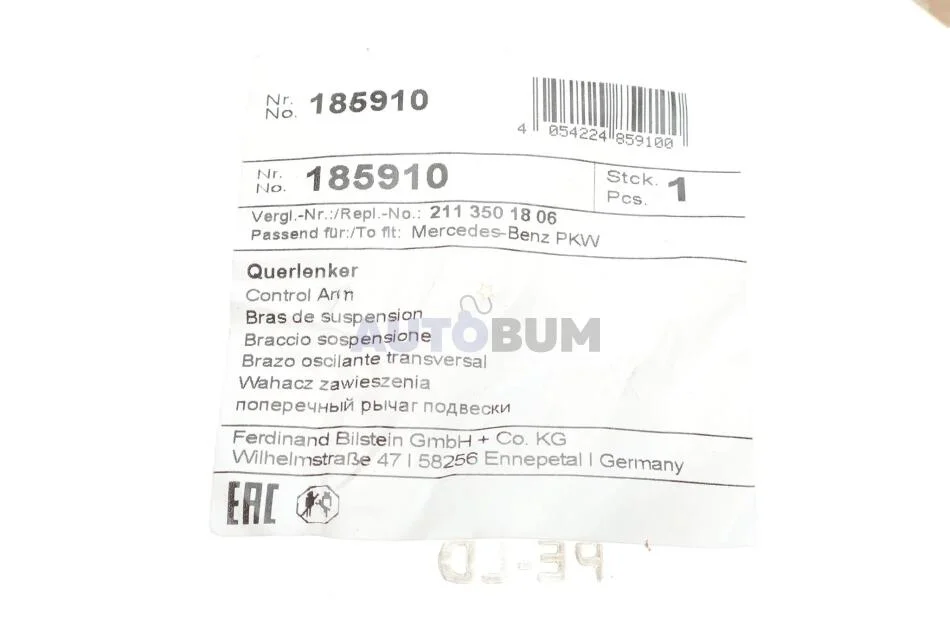 Nr.
No. 185910
4 054224 859100
Nr.
No. 185910
Stck.
Pcs. 1
Vergl.-Nr.:/Repl.-No.: 211 350 18 06
Passend für:/To fit: Mercedes-Benz PKW
Querlenker
Control Arm
Bras de suspension
AUTOBUM
Braccio sospensione
Brazo oscilante transversal
Wahacz zawieszenia
поперечный рычаг подвески
Ferdinand Bilstein GmbH + Co. KG
Wilhelmstraße 47 | 58256 Ennepetal | Germany
EAC